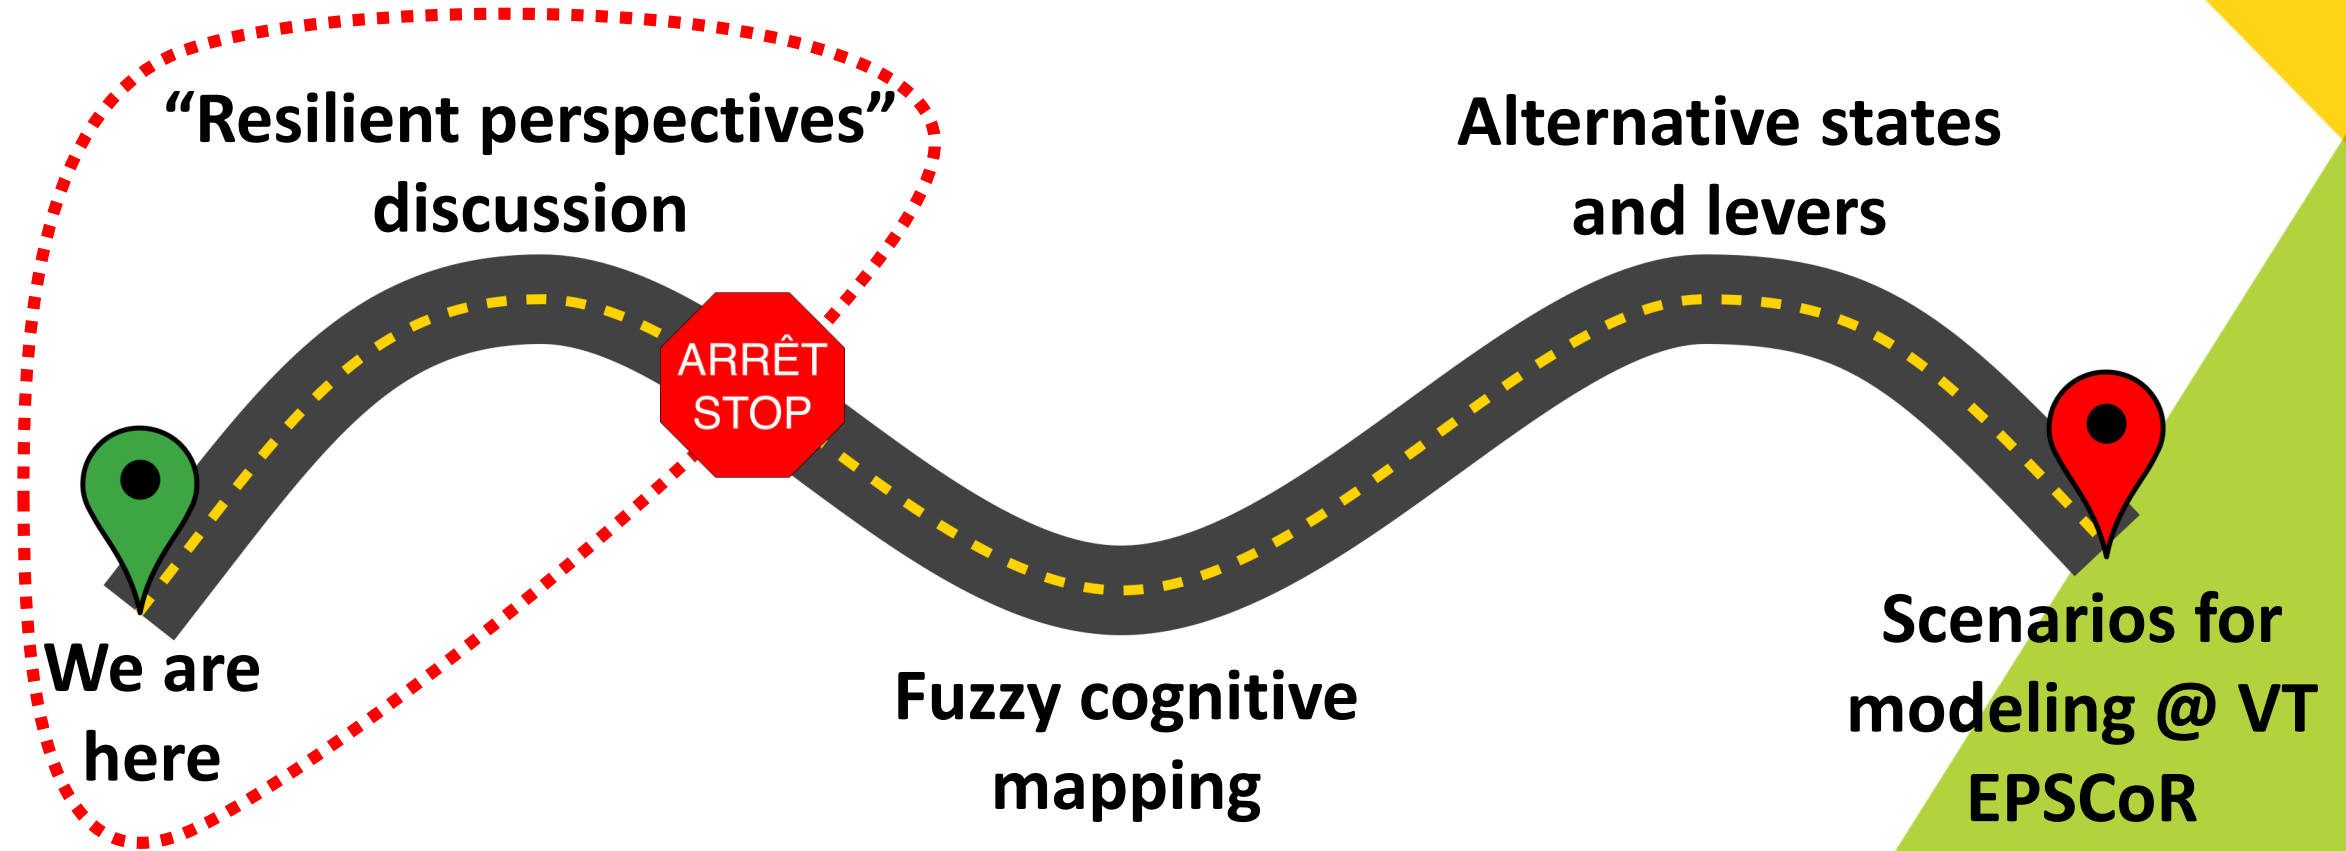 “Resilient perspectives”
discussion
Alternative states
and levers
ARRÊT
STOP
We are
here
Fuzzy cognitive
mapping
Scenarios for
modeling @ VT
EPSCoR